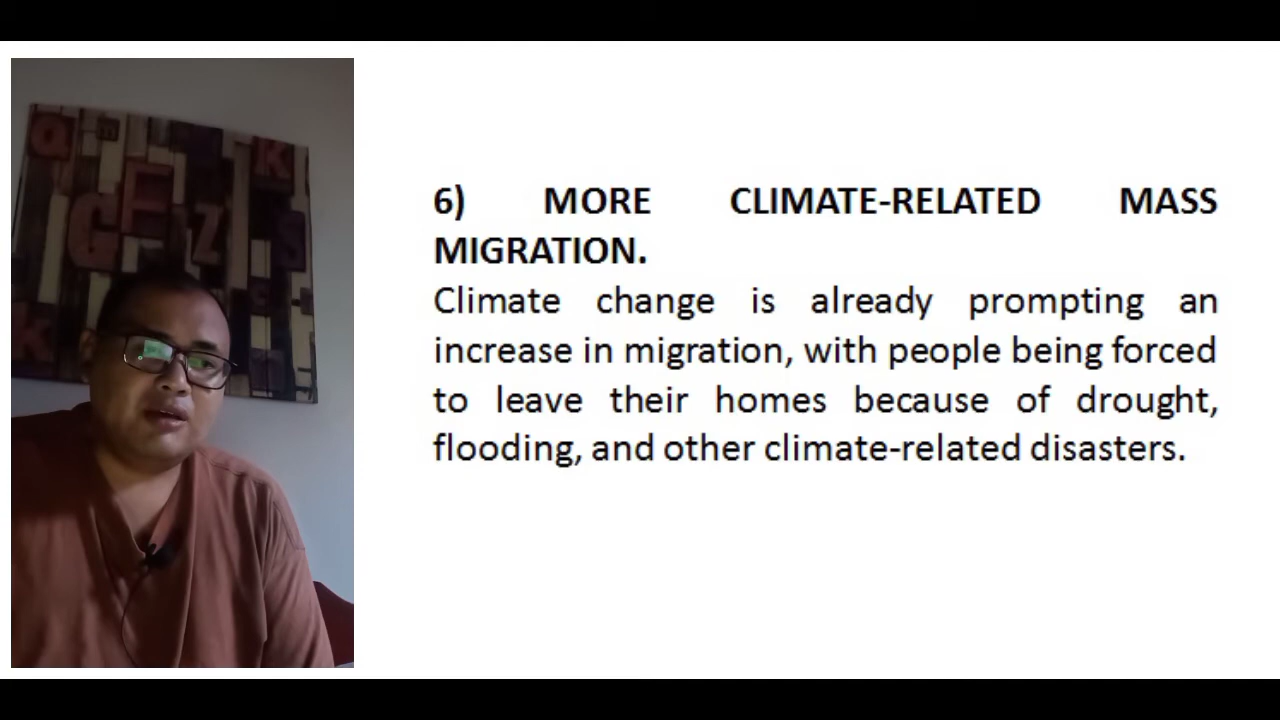 6) MORE CLIMATE-RELATED MASS
MIGRATION.
Climate change is already prompting an
increase in migration, with people being forced
to leave their homes because of drought,
flooding, and other climate-related disasters.